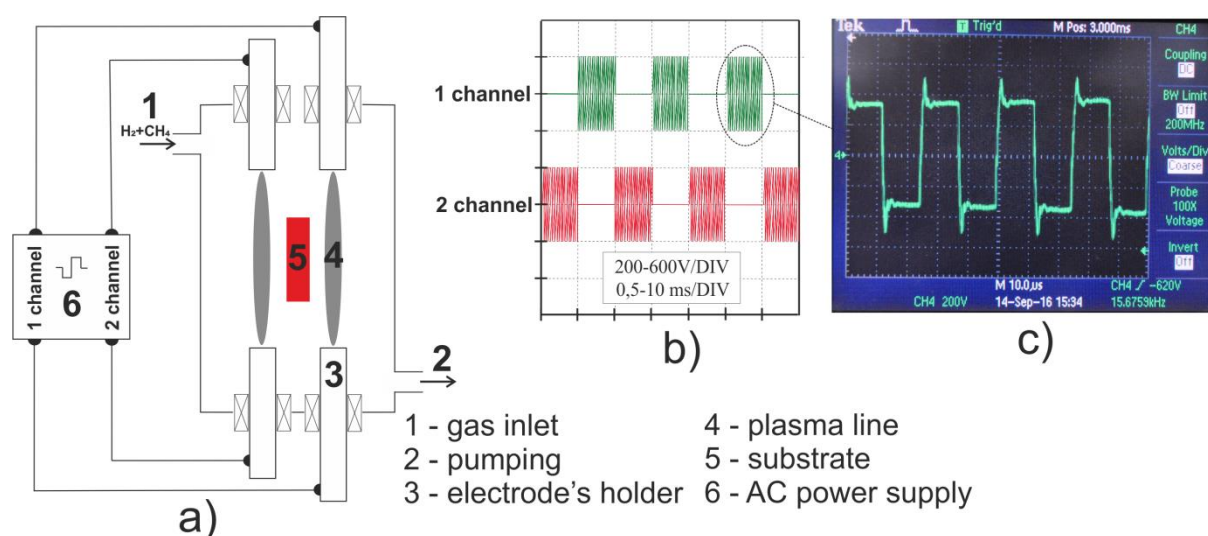 1
H₂+CH₄
1 channel
6
2 channel
5
4
3
2
a)
1 channel
2 channel
200-600V/DIV
0,5-10 ms/DIV
b)
Tek
T Trig'd
M Pos: 3.000ms
CH4
Coupling
DC
BW Limit
Off
200MHz
Volts/Div
Coarse
Probe
100X
Voltage
Invert
Off
4
M 10.0µs
CH4 ƒ -620V
CH4 200V
14-Sep-16 15:34
15.6759kHz
c)
1 - gas inlet
2 - pumping
3 - electrode's holder
4 - plasma line
5 - substrate
6 - AC power supply